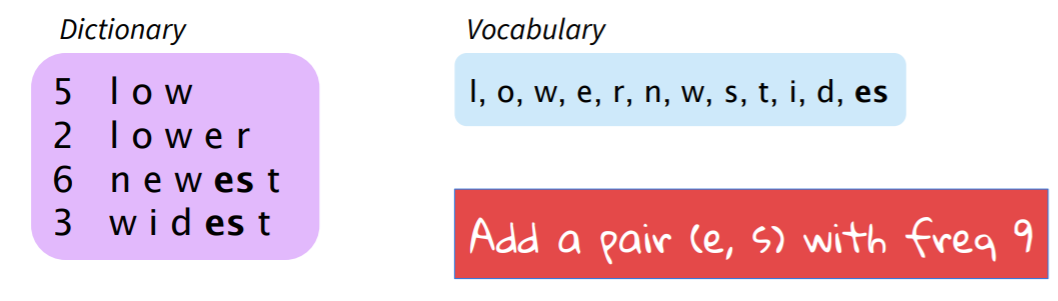 Dictionary
5 l o w
2 l o w e r
6 n e w es t
3 w i d es t
Vocabulary
l, o, w, e, r, n, w, s, t, i, d, es
Add a pair (e, s) with freq 9